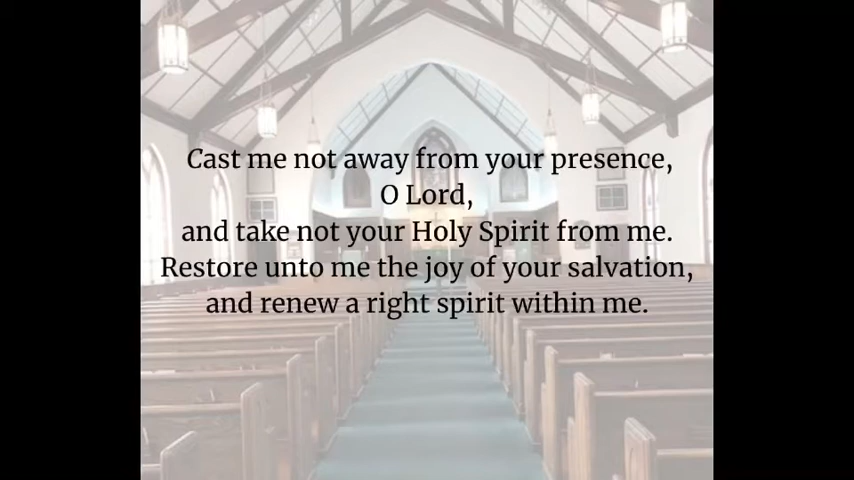 Cast me not away from your presence,
O Lord,
and take not your Holy Spirit from me.
Restore unto me the joy of your salvation,
and renew a right spirit within me.